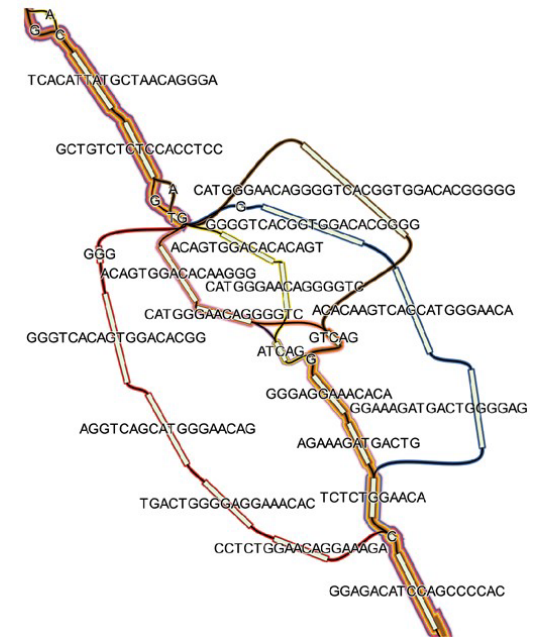 A
G C
TCACATTATGCTAACAGGGA
GCTGTCTCTCCACCTCC
A
CATGGGAACAGGGGTCACGGTGGACACGGGGG
G
G
TG
GGGGTCACGGTGGACACGGGG
ACAGTGGACACACAGT
GGG
ACAGTGGACACAAGGG
CATGGGAACAGGGGTC
CATGGGAACAGGGGTC
ACACAAGTCAGCATGGGAACA
GGGTCACAGTGGACACGG
GTCAG
ATCAG
G
GGGAGGAAACACA
GGAAAGATGACTGGGGAG
AGGTCAGCATGGGAACAG
AGAAAGATGACTG
TGACTGGGGAGGAAACAC
TCTCTGGAACA
C
CCTCTGGAACAGGAAAGA
GGAGACATCCAGCCCCAC